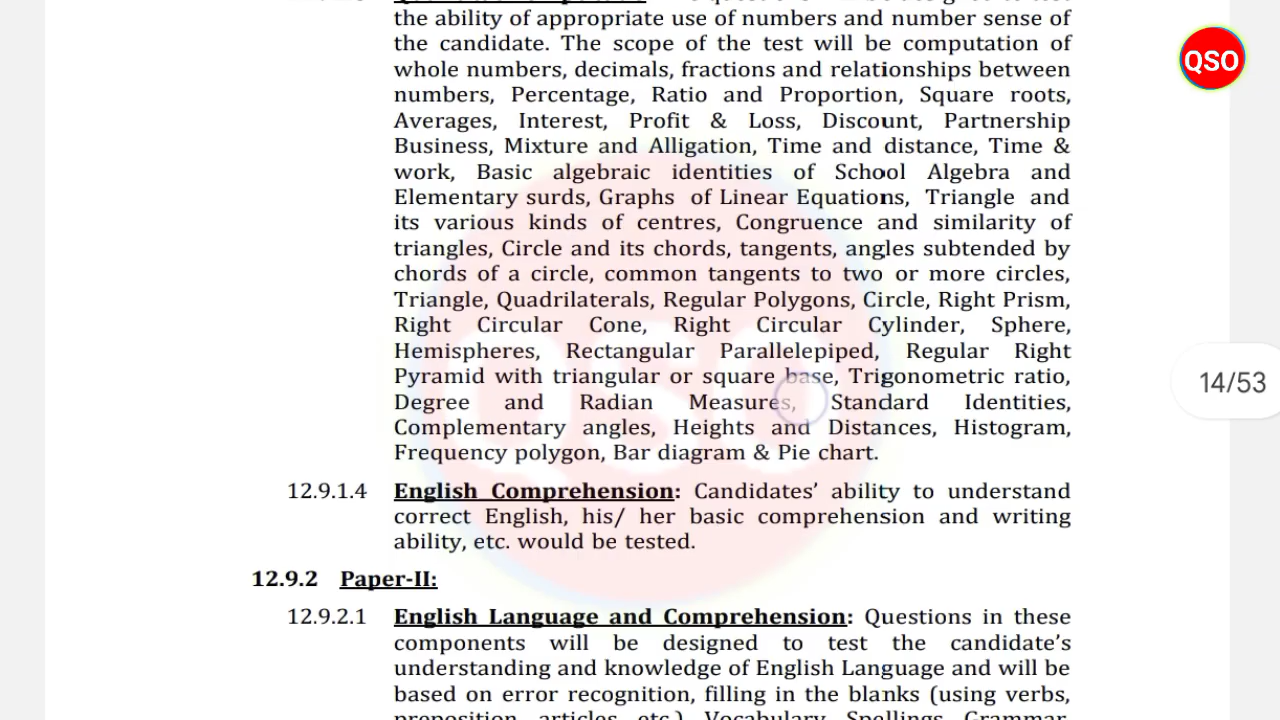 the ability of appropriate use of numbers and number sense of
the candidate. The scope of the test will be computation of
whole numbers, decimals, fractions and relationships between
numbers, Percentage, Ratio and Proportion, Square roots,
Averages, Interest, Profit & Loss, Discount, Partnership
Business, Mixture and Alligation, Time and distance, Time &
work, Basic algebraic identities of School Algebra and
Elementary surds, Graphs of Linear Equations, Triangle and
its various kinds of centres, Congruence and similarity of
triangles, Circle and its chords, tangents, angles subtended by
chords of a circle, common tangents to two or more circles,
Triangle, Quadrilaterals, Regular Polygons, Circle, Right Prism,
Right Circular Cone, Right Circular Cylinder, Sphere,
Hemispheres, Rectangular Parallelepiped, Regular Right
Pyramid with triangular or square base, Trigonometric ratio,
Degree and Radian Measures, Standard Identities,
Complementary angles, Heights and Distances, Histogram,
Frequency polygon, Bar diagram & Pie chart.
12.9.1.4 English Comprehension: Candidates’ ability to understand
correct English, his/ her basic comprehension and writing
ability, etc. would be tested.
12.9.2 Paper-II:
12.9.2.1 English Language and Comprehension: Questions in these
components will be designed to test the candidate’s
understanding and knowledge of English Language and will be
based on error recognition, filling in the blanks (using verbs,
preposition, articles, etc.), Vocabulary, Spellings, Grammar,
QSO
14/53
QSO